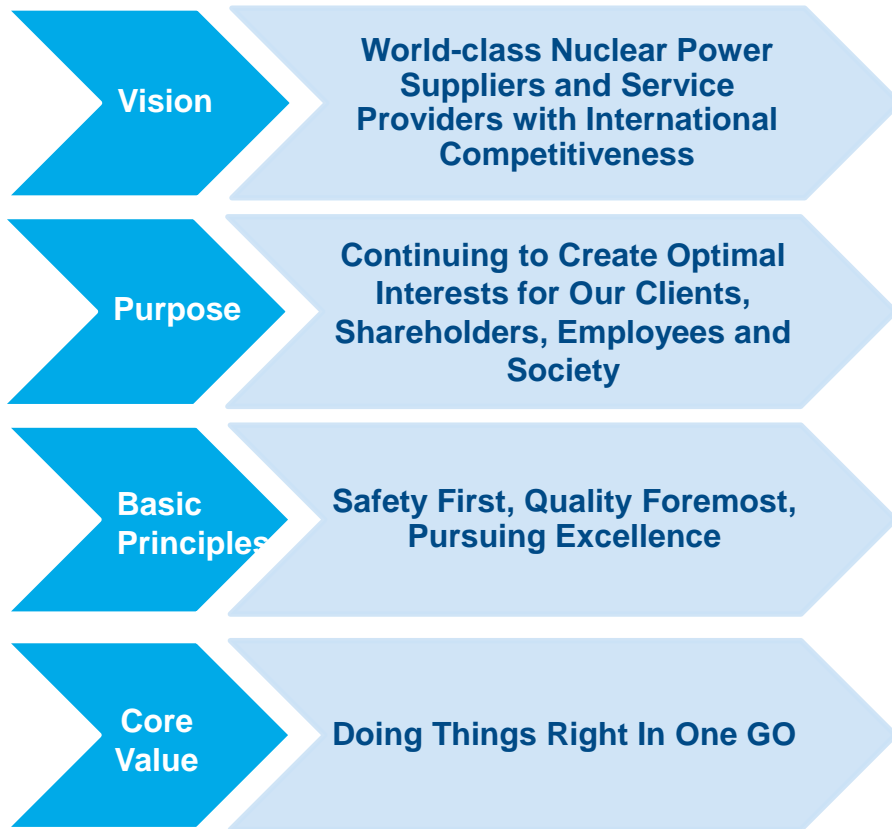 Vision
World-class Nuclear Power
Suppliers and Service
Providers with International
Competitiveness
Purpose
Continuing to Create Optimal
Interests for Our Clients,
Shareholders, Employees and
Society
Basic
Principles
Safety First, Quality Foremost,
Pursuing Excellence
Core
Value
Doing Things Right In One GO